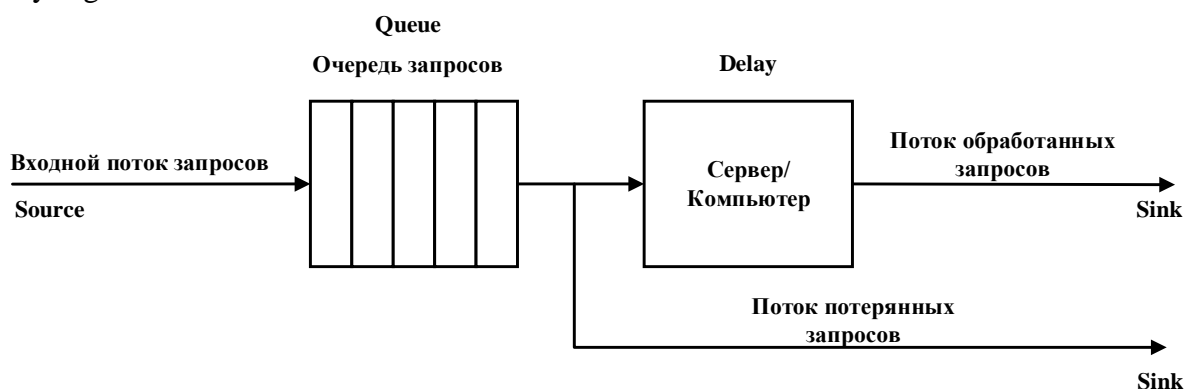 Queue
Очередь запросов
Delay
Входной поток запросов
Source
Сервер/
Компьютер
Поток обработанных
запросов
Sink
Поток потерянных
запросов
Sink